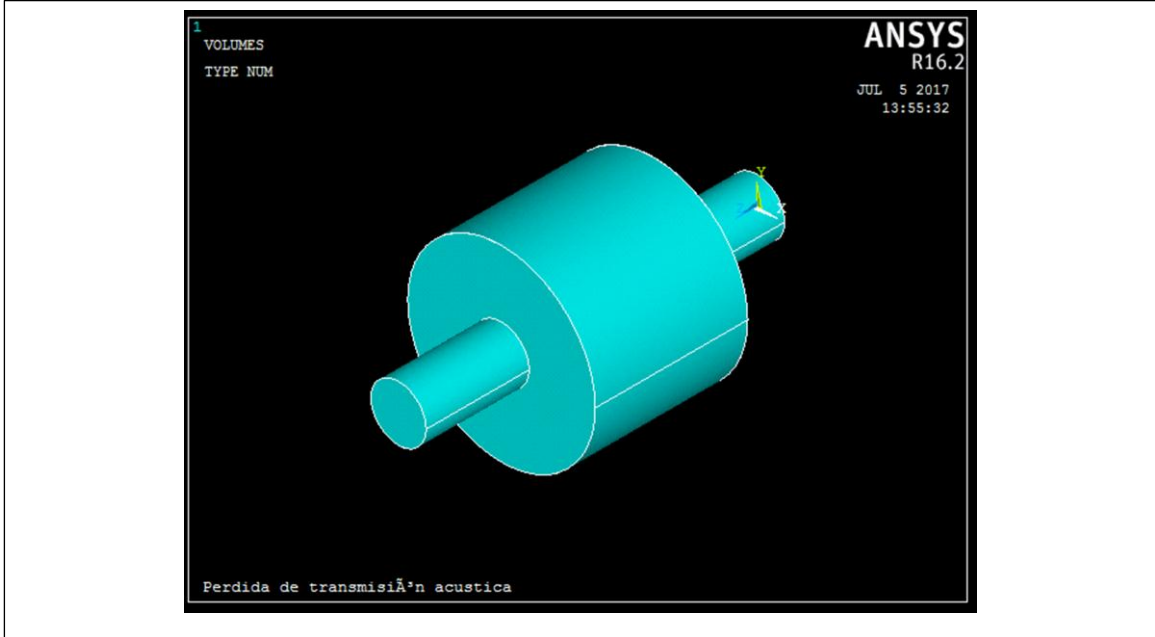 1
VOLUMES
TYPE NUM
ANSYS
R16.2
JUL 5 2017
13:55:32
Y
Z X
Perdida de transmisiÃ³n acustica